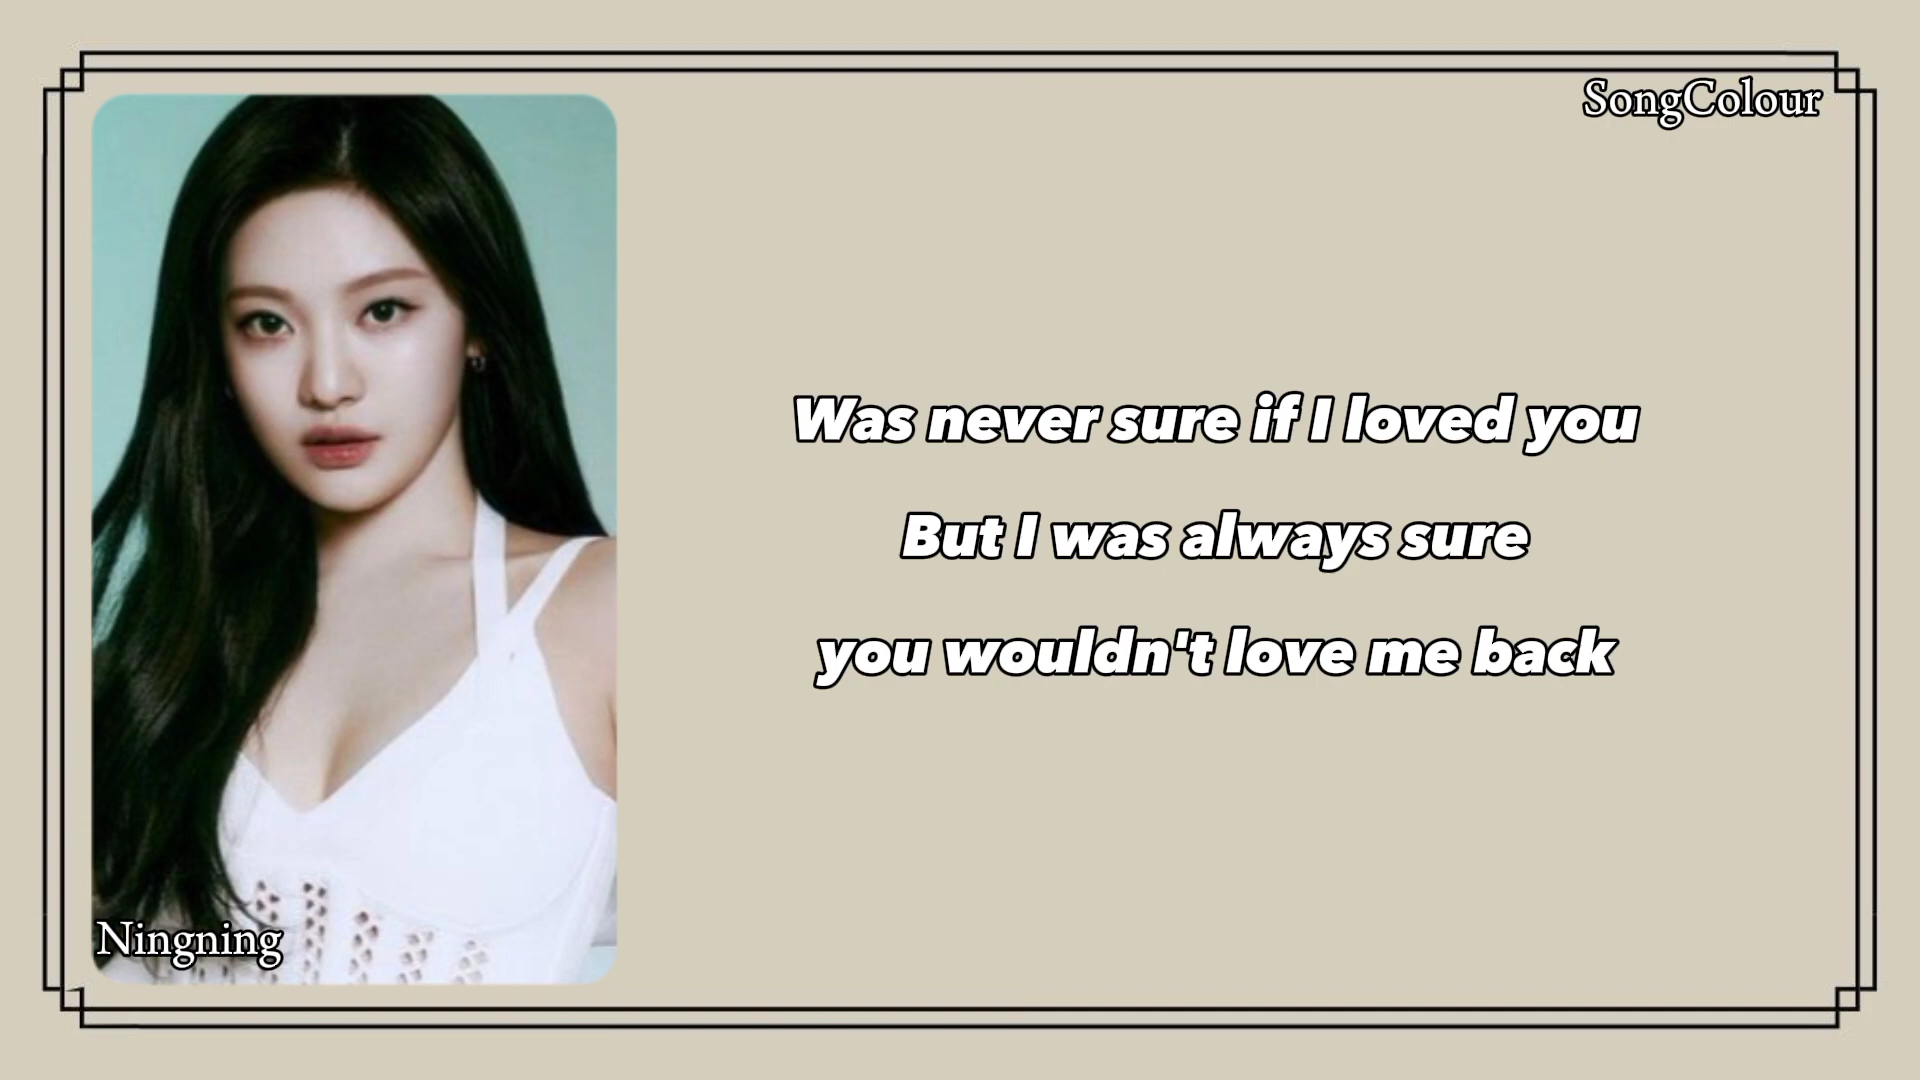 SongColour
Was never sure if I loved you
But I was always sure
you wouldn't love me back
Ningning